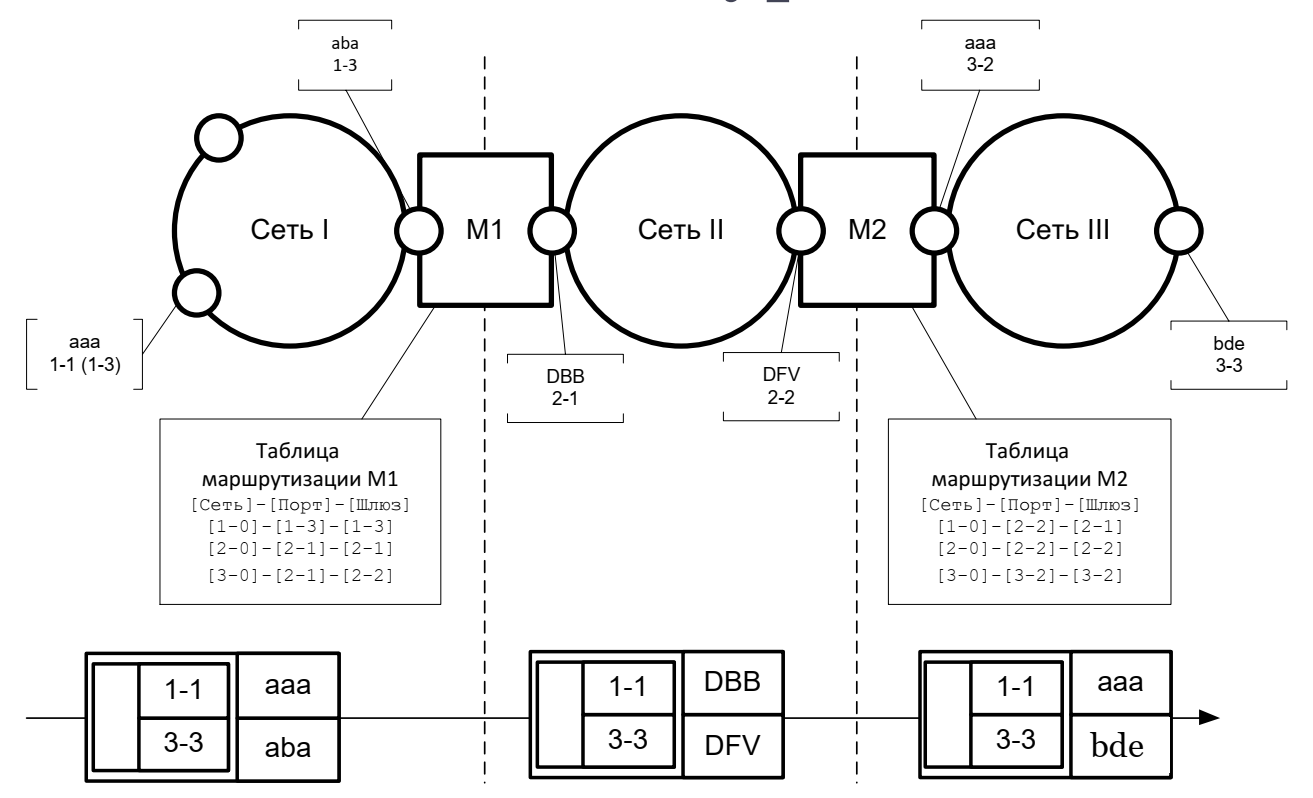 aba
1-3
aaa
3-2
Сеть I
M1
Сеть II
M2
Сеть III
aaa
1-1 (1-3)
DBB
2-1
DFV
2-2
bde
3-3
Таблица
маршрутизации М1
[Сеть]-[Порт]-[Шлюз]
[1-0]-[1-3]-[1-3]
[2-0]-[2-1]-[2-1]
[3-0]-[2-1]-[2-2]
Таблица
маршрутизации М2
[Сеть]-[Порт]-[Шлюз]
[1-0]-[2-2]-[2-1]
[2-0]-[2-2]-[2-2]
[3-0]-[3-2]-[3-2]
1-1
aaa
3-3
aba
1-1
DBB
3-3
DFV
1-1
aaa
3-3
bde